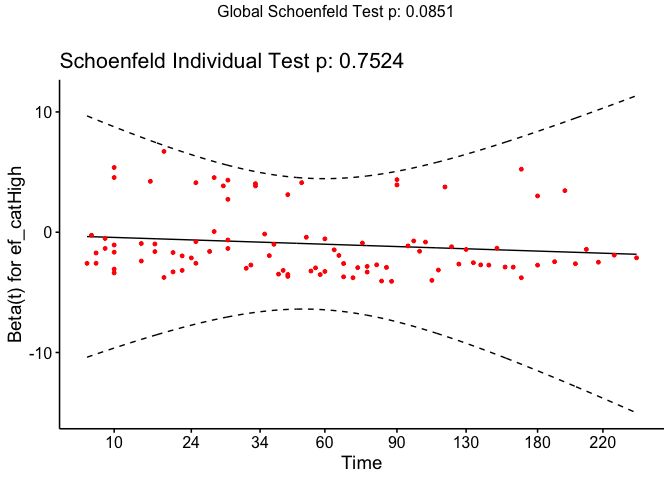 Global Schoenfeld Test p: 0.0851
Schoenfeld Individual Test p: 0.7524
Beta(t) for ef_catHigh
10
0
-10
10 24 34 60 90 130 180 220
Time